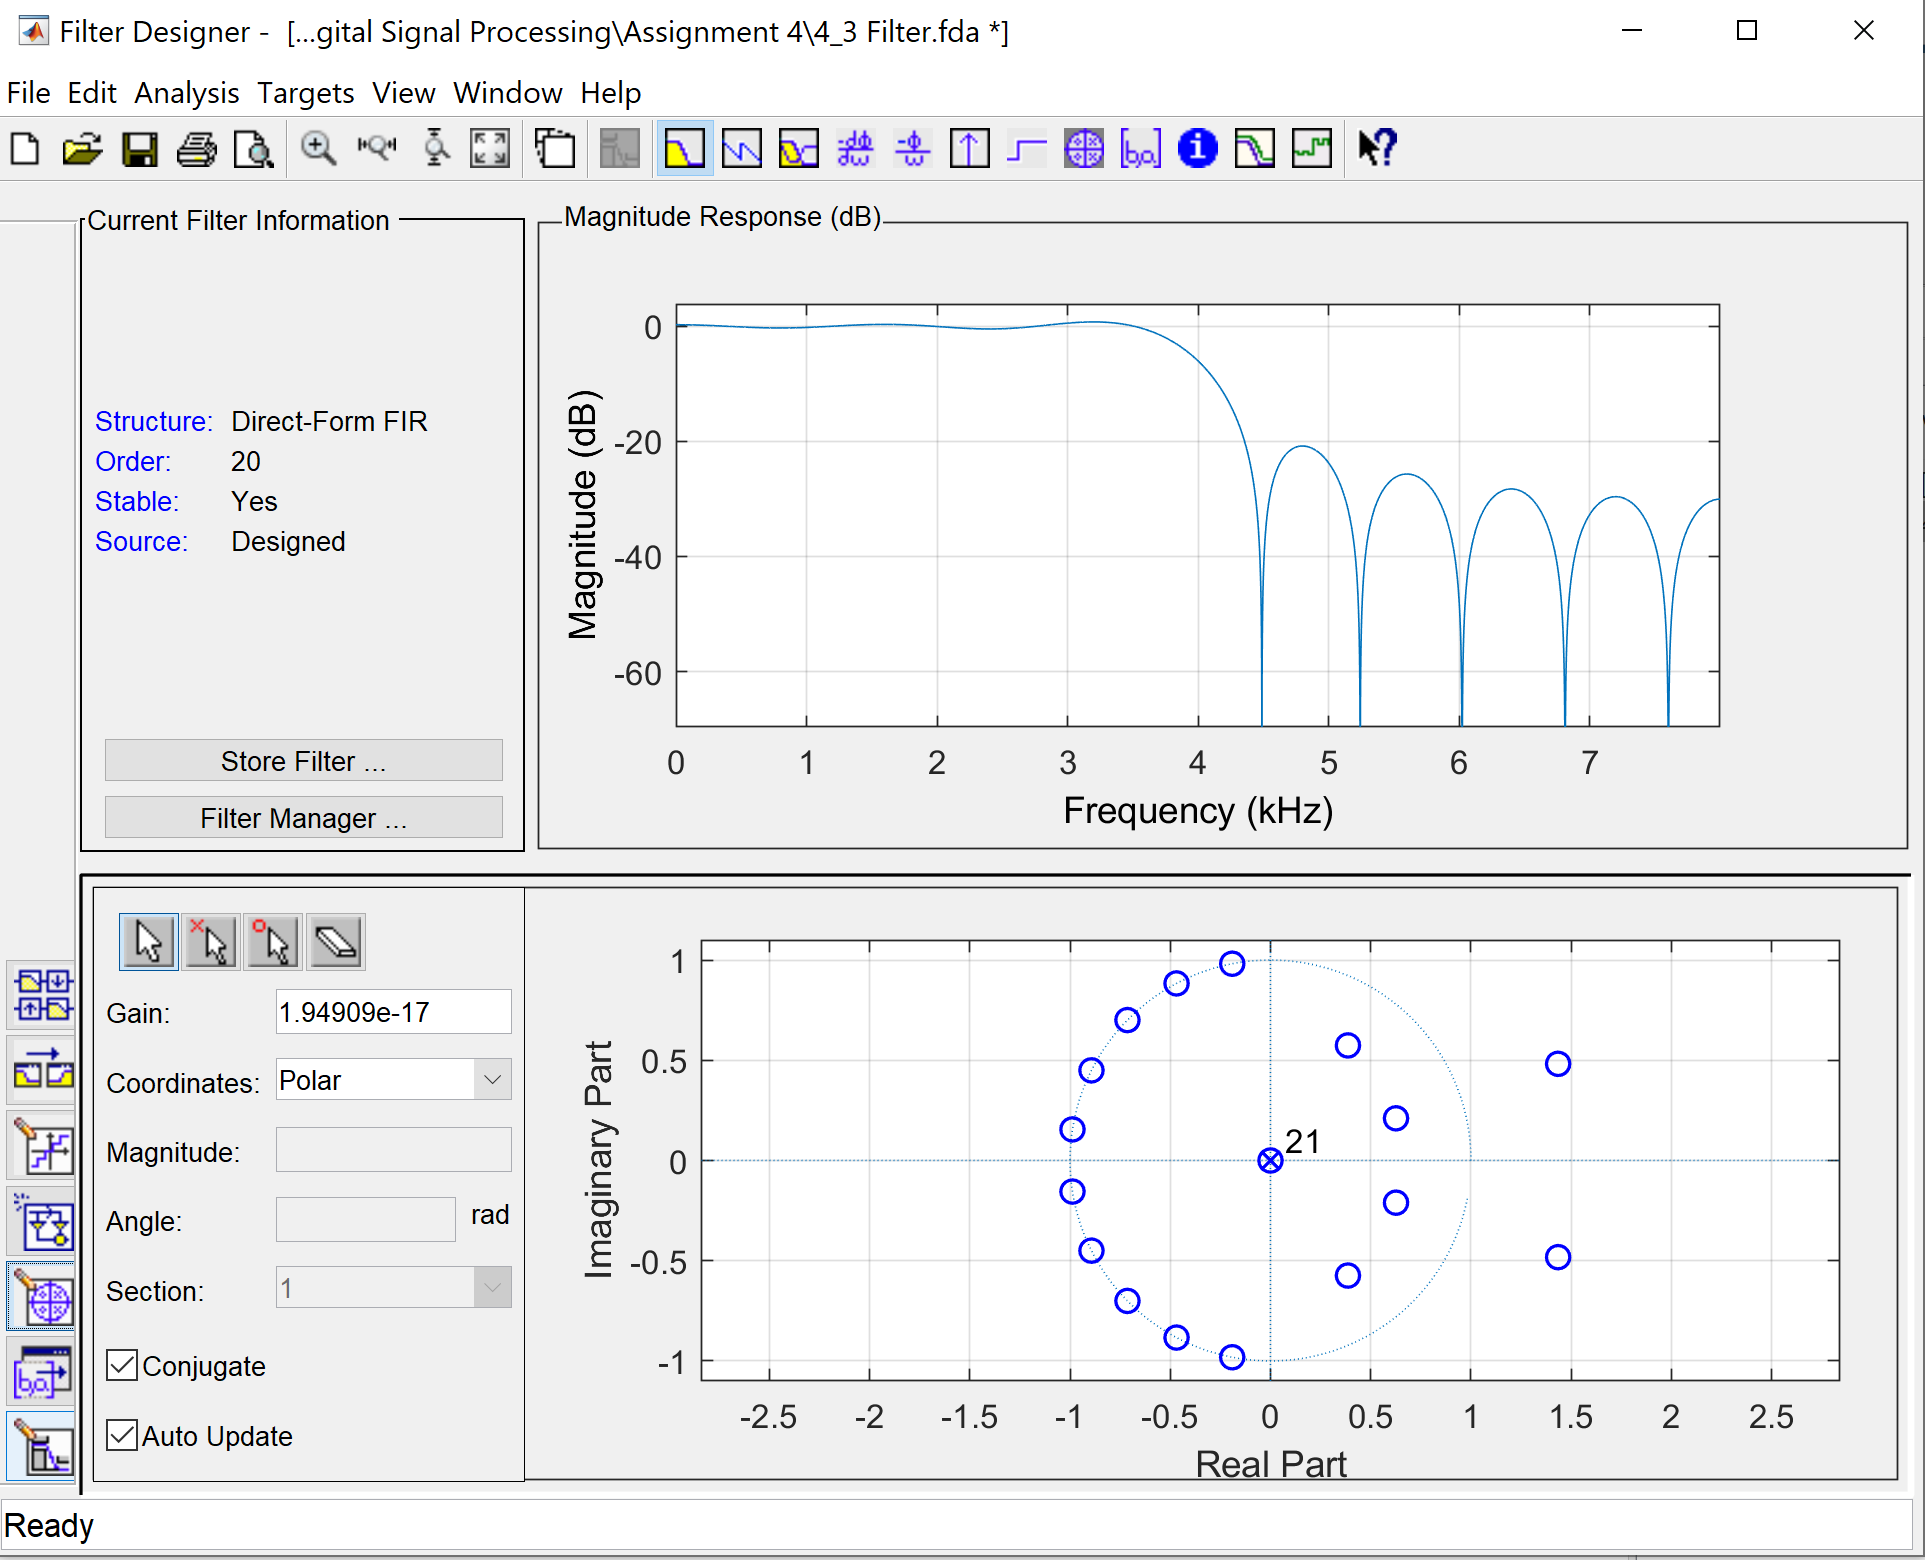 Filter Designer -  [...gital Signal Processing\Assignment 4\4_3 Filter.fda *]
File Edit Analysis Targets View Window Help
Current Filter Information
Structure: Direct-Form FIR
Order: 20
Stable: Yes
Source: Designed
Store Filter ...
Filter Manager ...
Magnitude Response (dB)
Magnitude (dB)
0
-20
-40
-60
0 1 2 3 4 5 6 7
Frequency (kHz)
Gain: 1.94909e-17
Coordinates: Polar
Magnitude:
Angle: rad
Section: 1
Conjugate
Auto Update
Imaginary Part
1
0.5
0
-0.5
-1
21
-2.5 -2 -1.5 -1 -0.5 0 0.5 1 1.5 2 2.5
Real Part
Ready